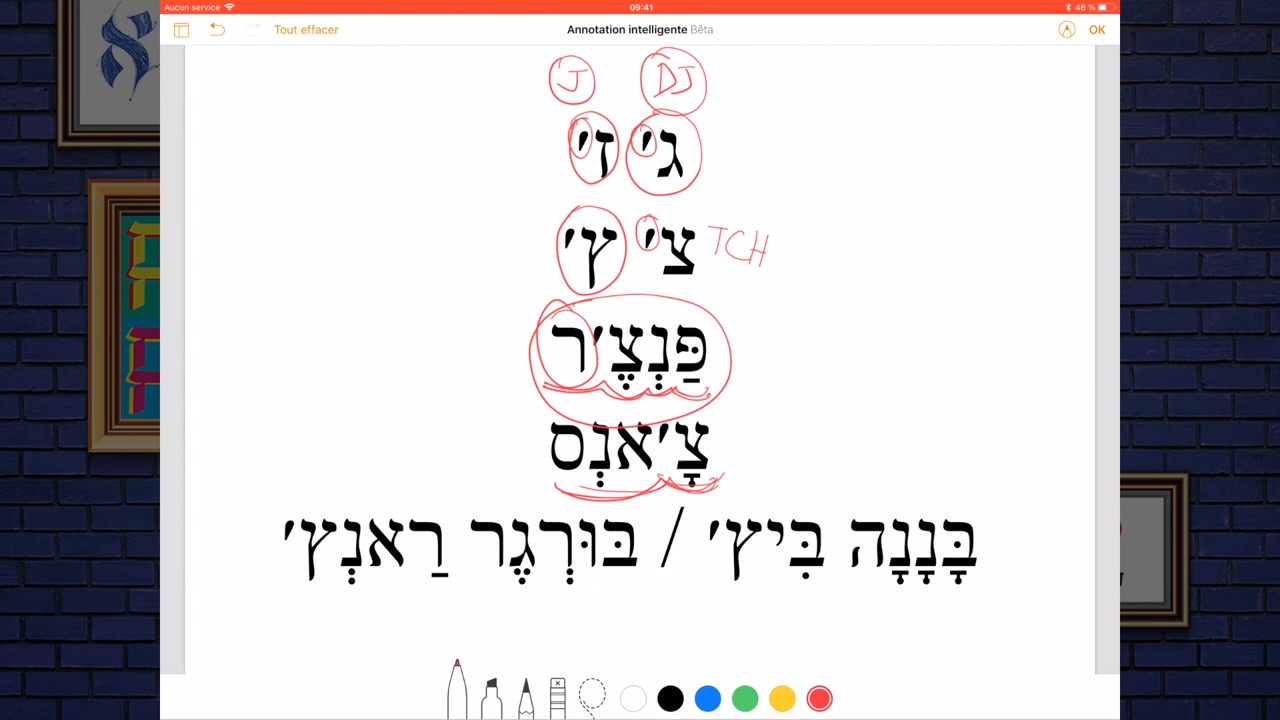 Aucun service 09:41 46 %
Tout effacer Annotation intelligente Bêta OK
J DJ
ג׳ ז׳
צ׳ ץ׳ TCH
פַּנְצֶ׳ר
צָ׳אנְס
בָּנָנָה בִּיץ׳ / בּוּרְגֶר רַאנְץ׳